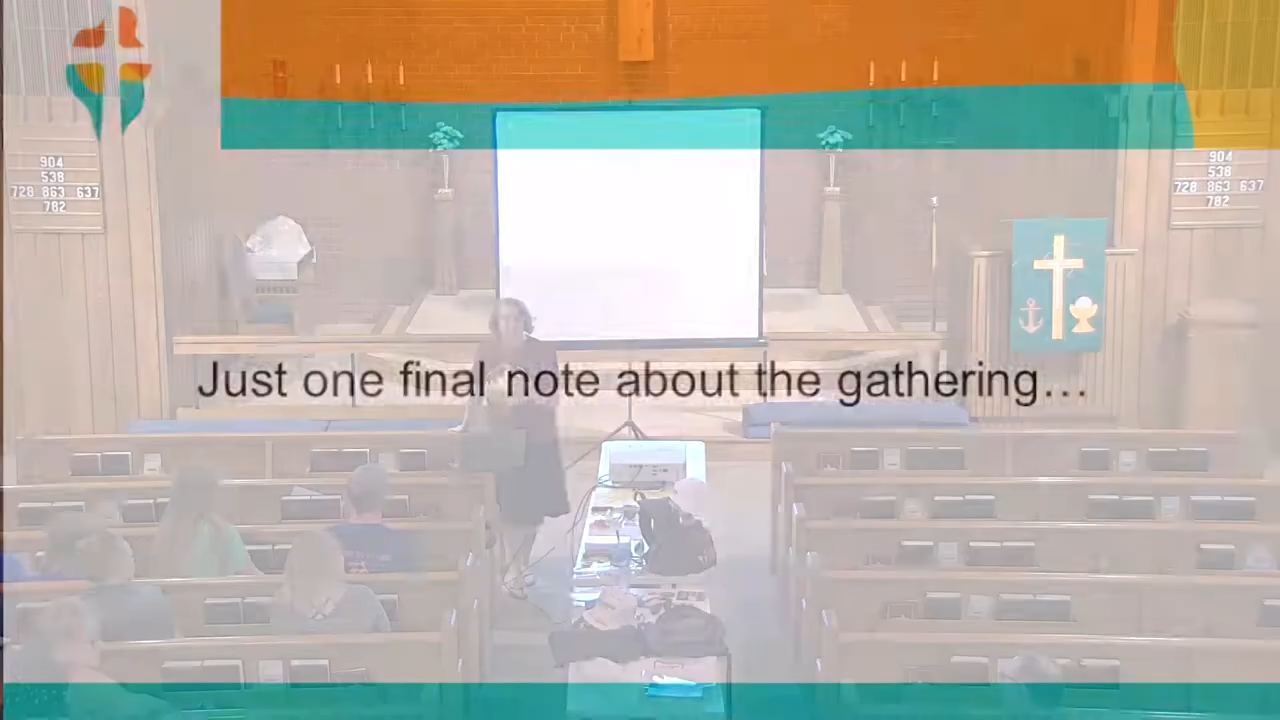 904
538
728 863 637
782
904
538
728 863 637
782
Just one final note about the gathering...